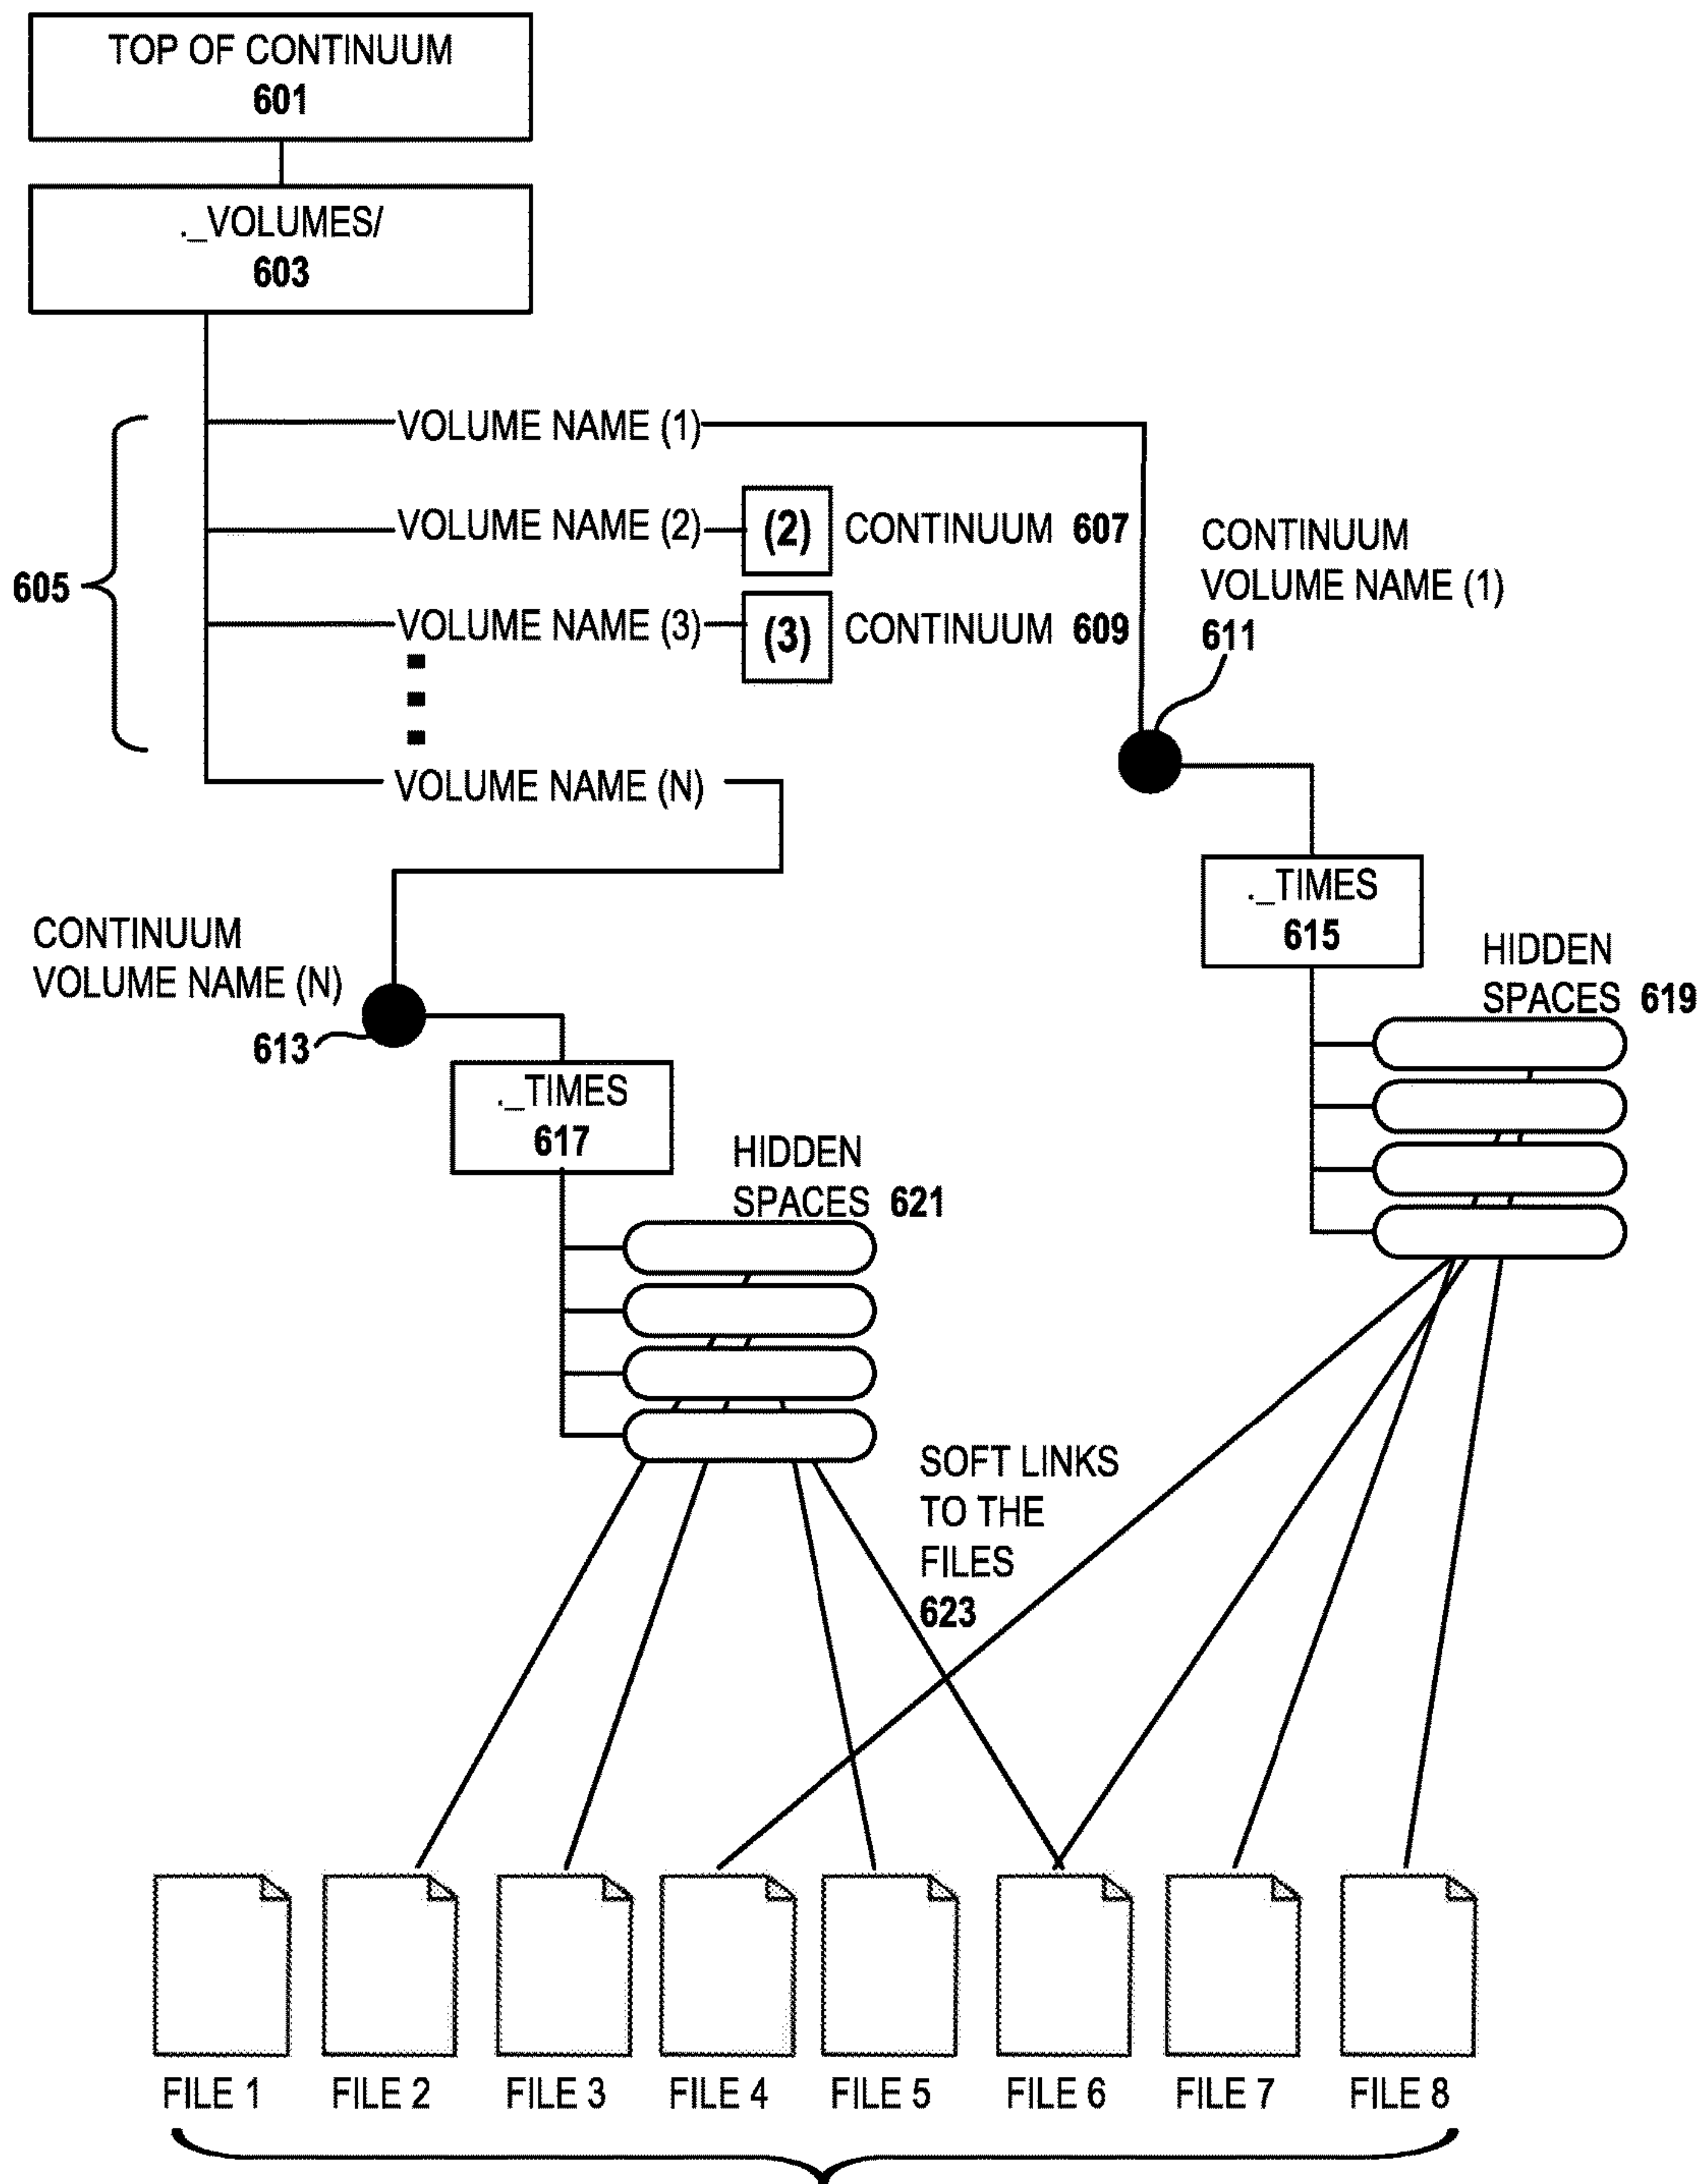 TOP OF CONTINUUM
601
._VOLUMES/
603
VOLUME NAME (1)
VOLUME NAME (2)
(2)
CONTINUUM 607
CONTINUUM
VOLUME NAME (1)
611
605
VOLUME NAME (3)
(3)
CONTINUUM 609
VOLUME NAME (N)
._TIMES
615
CONTINUUM
VOLUME NAME (N)
613
HIDDEN
SPACES 619
._TIMES
617
HIDDEN
SPACES 621
SOFT LINKS
TO THE
FILES
623
FILE 1
FILE 2
FILE 3
FILE 4
FILE 5
FILE 6
FILE 7
FILE 8